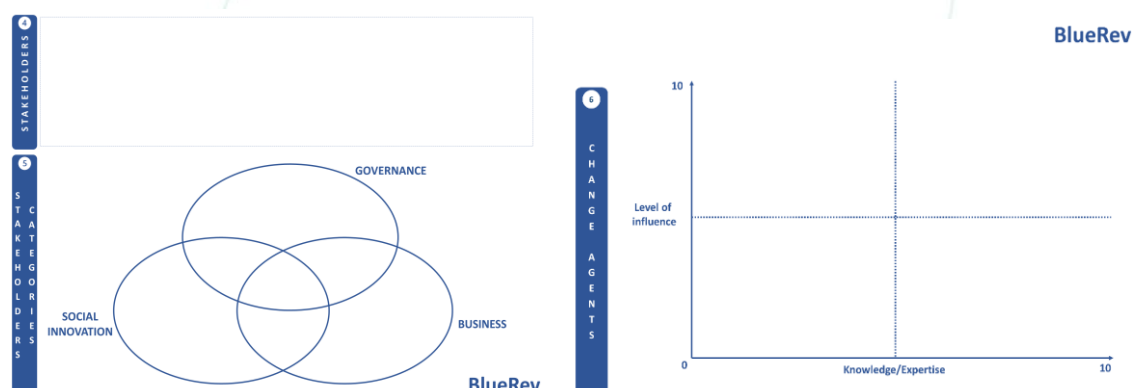 4
STAKEHOLDERS
5
STAKEHOLDERS
CATEGORIES
GOVERNANCE
SOCIAL
INNOVATION
BUSINESS
BlueRev
BlueRev
6
CHANGE AGENTS
10
Level of
influence
0
Knowledge/Expertise
10